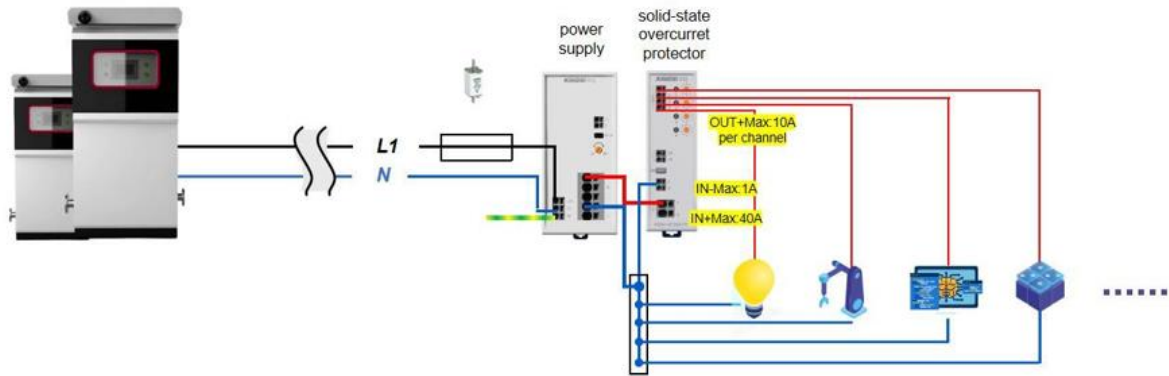 power
supply
solid-state
overcurret
protector
OUT+Max:10A
per channel
L1
N
IN-Max:1A
IN+Max:40A